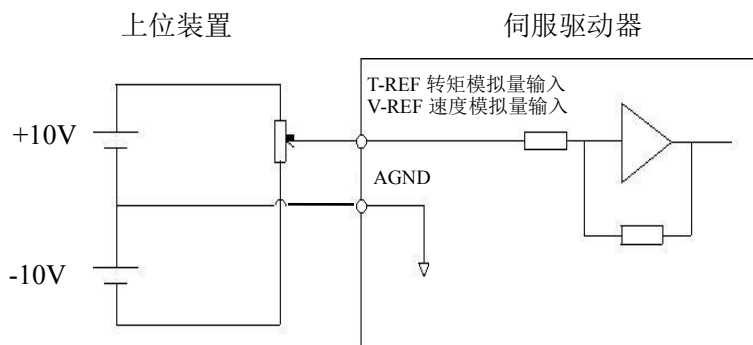 上位装置
伺服驱动器
T-REF 转矩模拟量输入
V-REF 速度模拟量输入
+10V
AGND
-10V